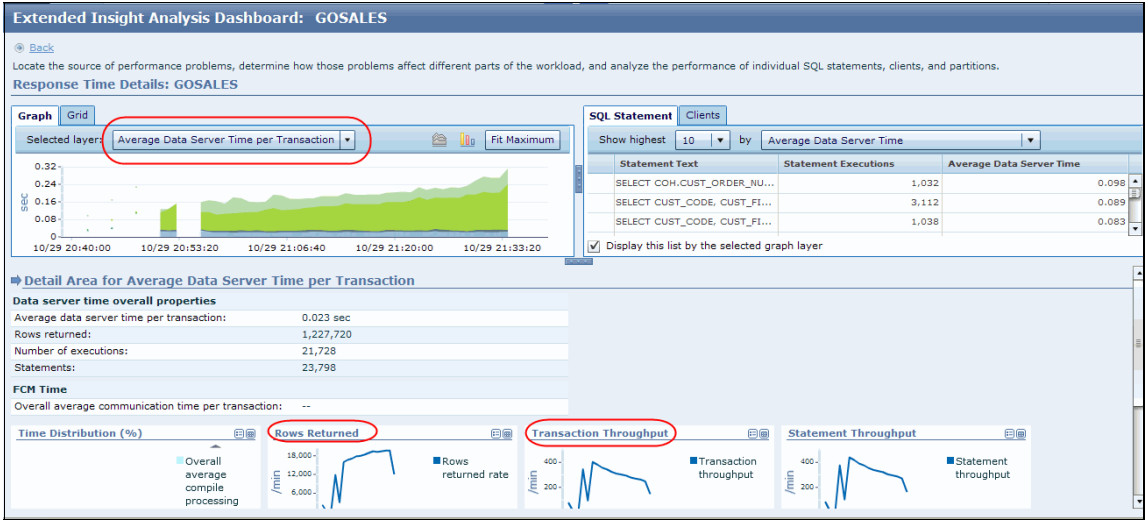 Extended Insight Analysis Dashboard: GOSALES
Back
Locate the source of performance problems, determine how those problems affect different parts of the workload, and analyze the performance of individual SQL statements, clients, and partitions.
Response Time Details: GOSALES
Graph Grid
Selected layer: Average Data Server Time per Transaction Fit Maximum
0.32
0.24
0.16
0.08
0
sec
10/29 20:40:00 10/29 20:53:20 10/29 21:06:40 10/29 21:20:00 10/29 21:33:20
SQL Statement Clients
Show highest 10 by Average Data Server Time
Statement Text Statement Executions Average Data Server Time
SELECT COH.CUST_ORDER_NU... 1,032 0.098
SELECT CUST_CODE, CUST_FI... 3,112 0.089
SELECT CUST_CODE, CUST_FI... 1,038 0.083
Display this list by the selected graph layer
Detail Area for Average Data Server Time per Transaction
Data server time overall properties
Average data server time per transaction: 0.023 sec
Rows returned: 1,227,720
Number of executions: 21,728
Statements: 23,798
FCM Time
Overall average communication time per transaction: --
Time Distribution (%)
Overall
average
compile
processing
Rows Returned
18,000
12,000
6,000
/min
Rows
returned rate
Transaction Throughput
400
200
/min
Transaction
throughput
Statement Throughput
400
200
/min
Statement
throughput